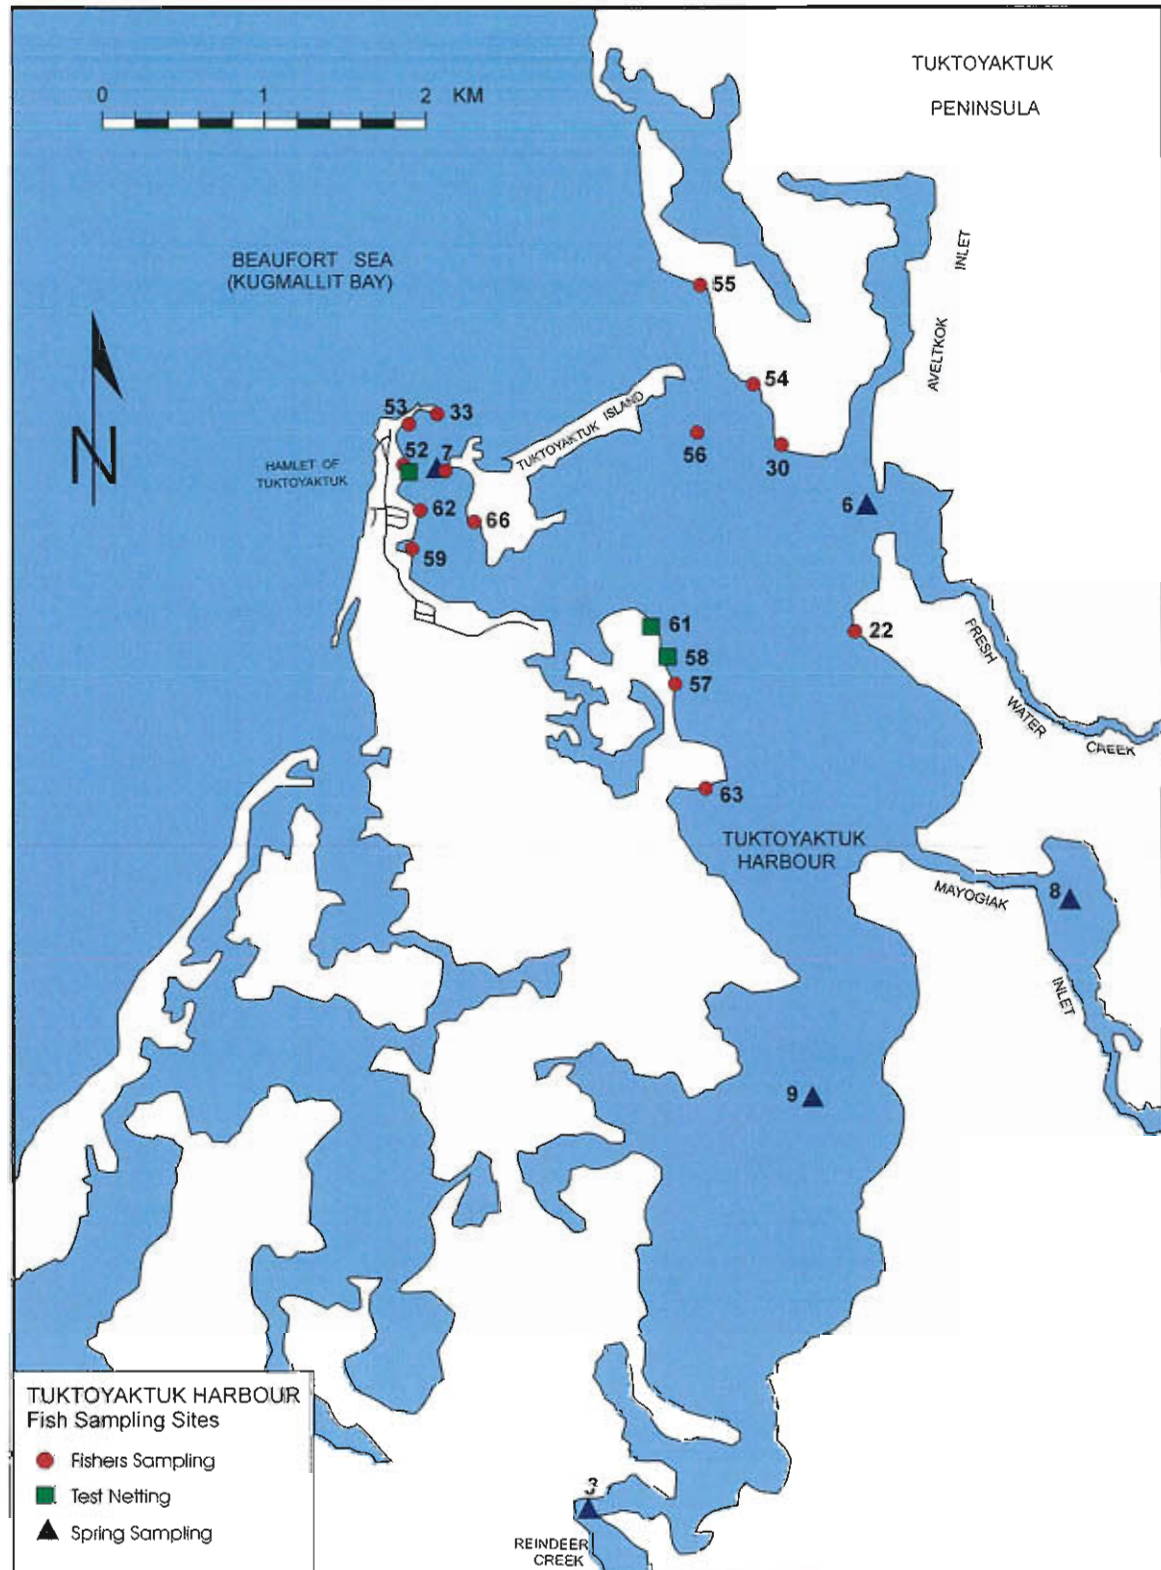 TUKTOYAKTUK
PENINSULA
0 1 2 KM
BEAUFORT SEA
(KUGMALLIT BAY)
AVELTKOK INLET
55
54
53
33
TUKTOYAKTUK ISLAND
N
HAMLET OF
TUKTOYAKTUK
52
7
56
30
6
62
66
59
61
22
58
57
FRESH
WATER
CREEK
63
TUKTOYAKTUK
HARBOUR
MAYOGIAK
8
INLET
9
TUKTOYAKTUK HARBOUR
Fish Sampling Sites
Fishers Sampling
Test Netting
Spring Sampling
3
REINDEER
CREEK